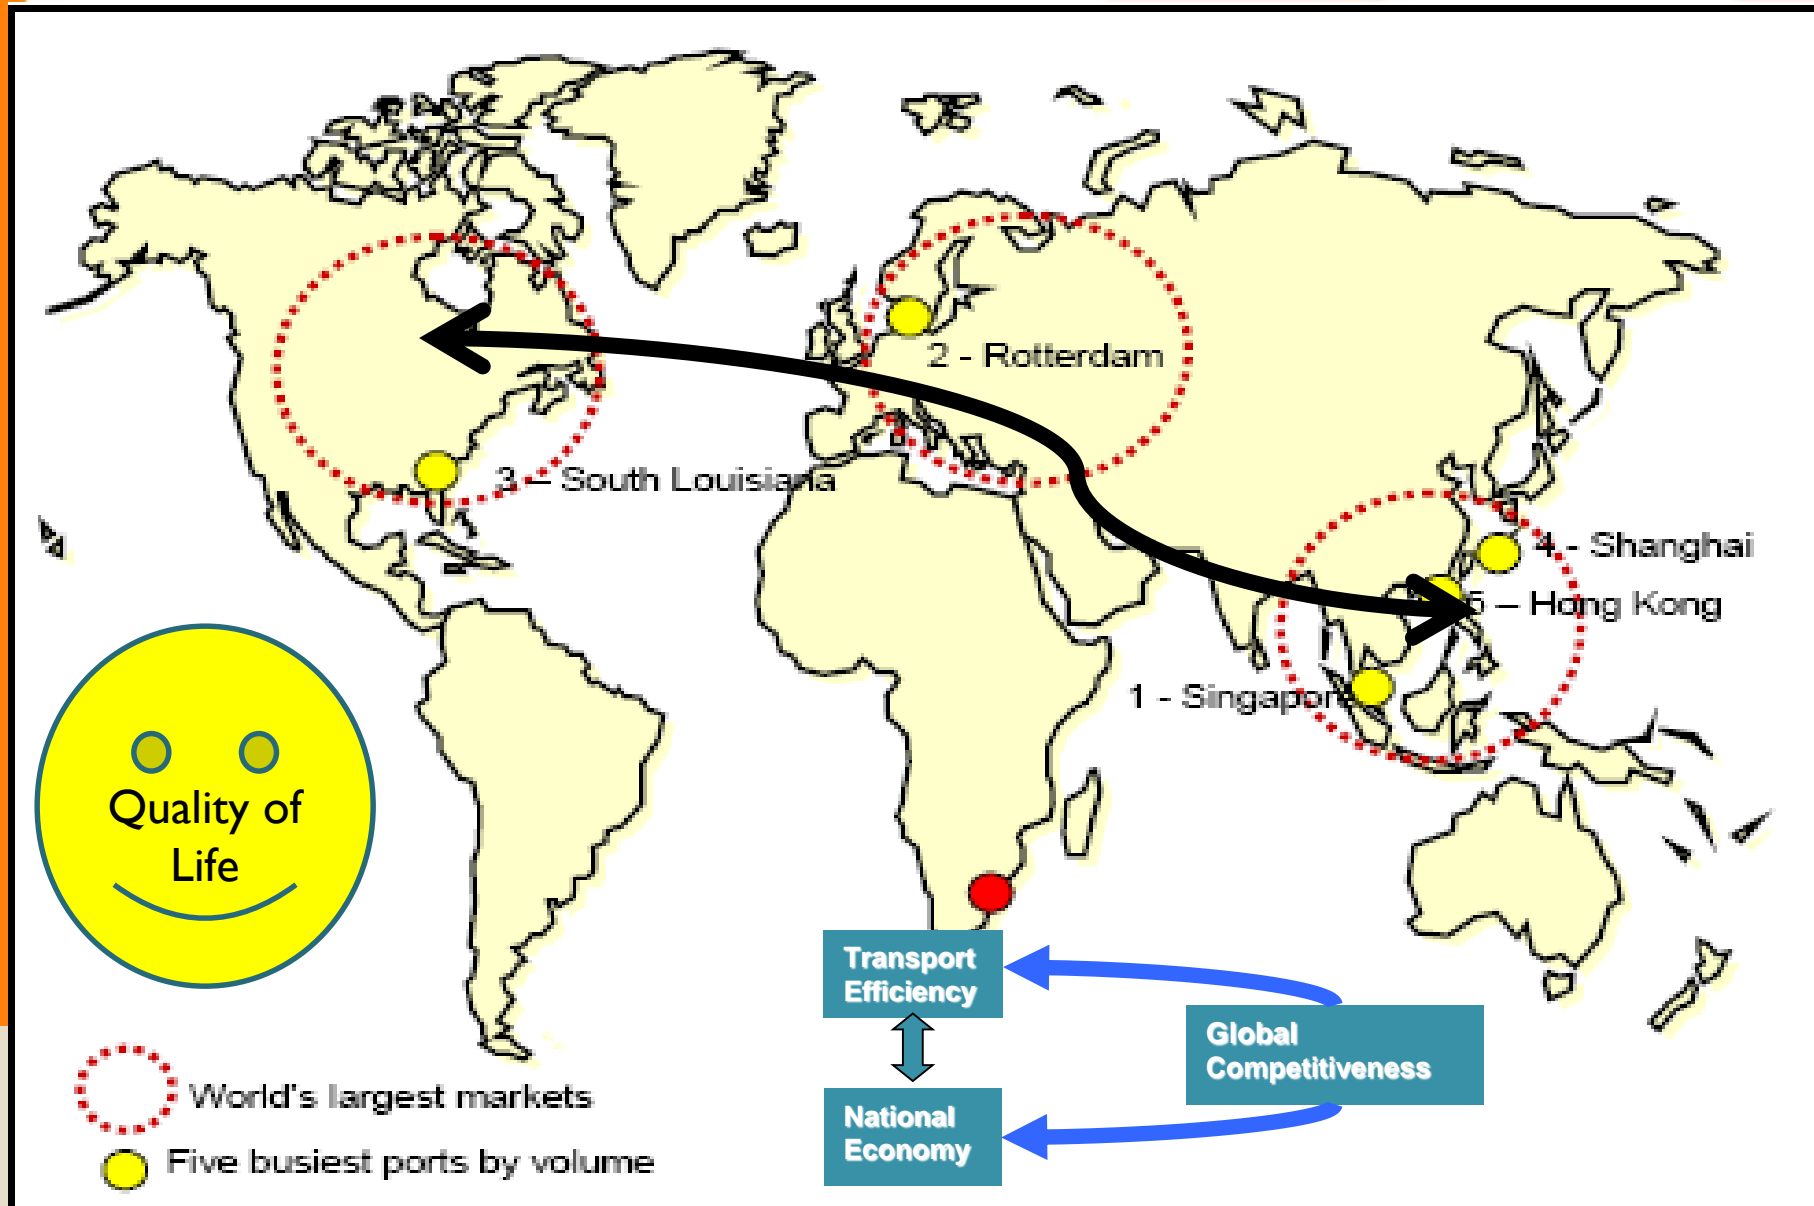 2 - Rotterdam
3 – South Louisiana
4 - Shanghai
5 – Hong Kong
1 - Singapore
Quality of
Life
Transport
Efficiency
Global
Competitiveness
National
Economy
World's largest markets
Five busiest ports by volume